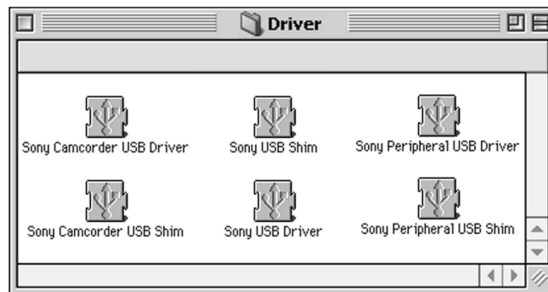 Driver
Sony Camcorder USB Driver
Sony USB Shim
Sony Peripheral USB Driver
Sony Camcorder USB Shim
Sony USB Driver
Sony Peripheral USB Shim